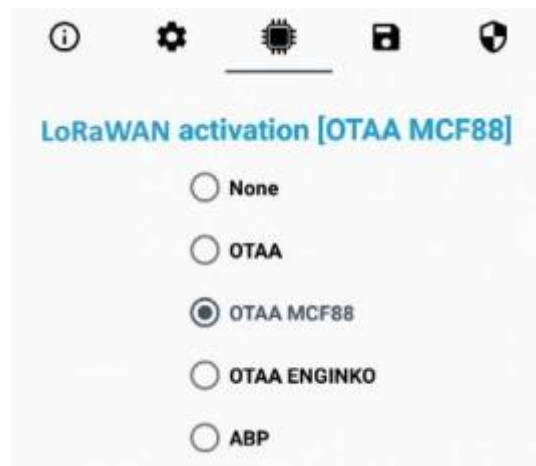 LoRaWAN activation [OTAA MCF88]
None
OTAA
OTAA MCF88
OTAA ENGINKO
ABP